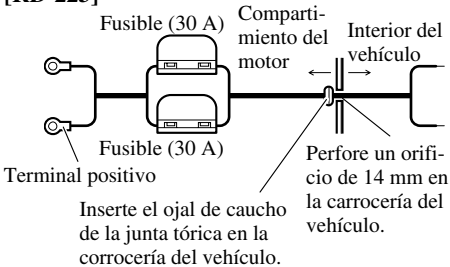 [RD-223]
Fusible (30 A)
Comparti-
miento del
motor
Interior del
vehículo
Fusible (30 A)
Terminal positivo
Perfore un orifi-
cio de 14 mm en
la carrocería del
vehículo.
Inserte el ojal de caucho
de la junta tórica en la
corrocería del vehículo.